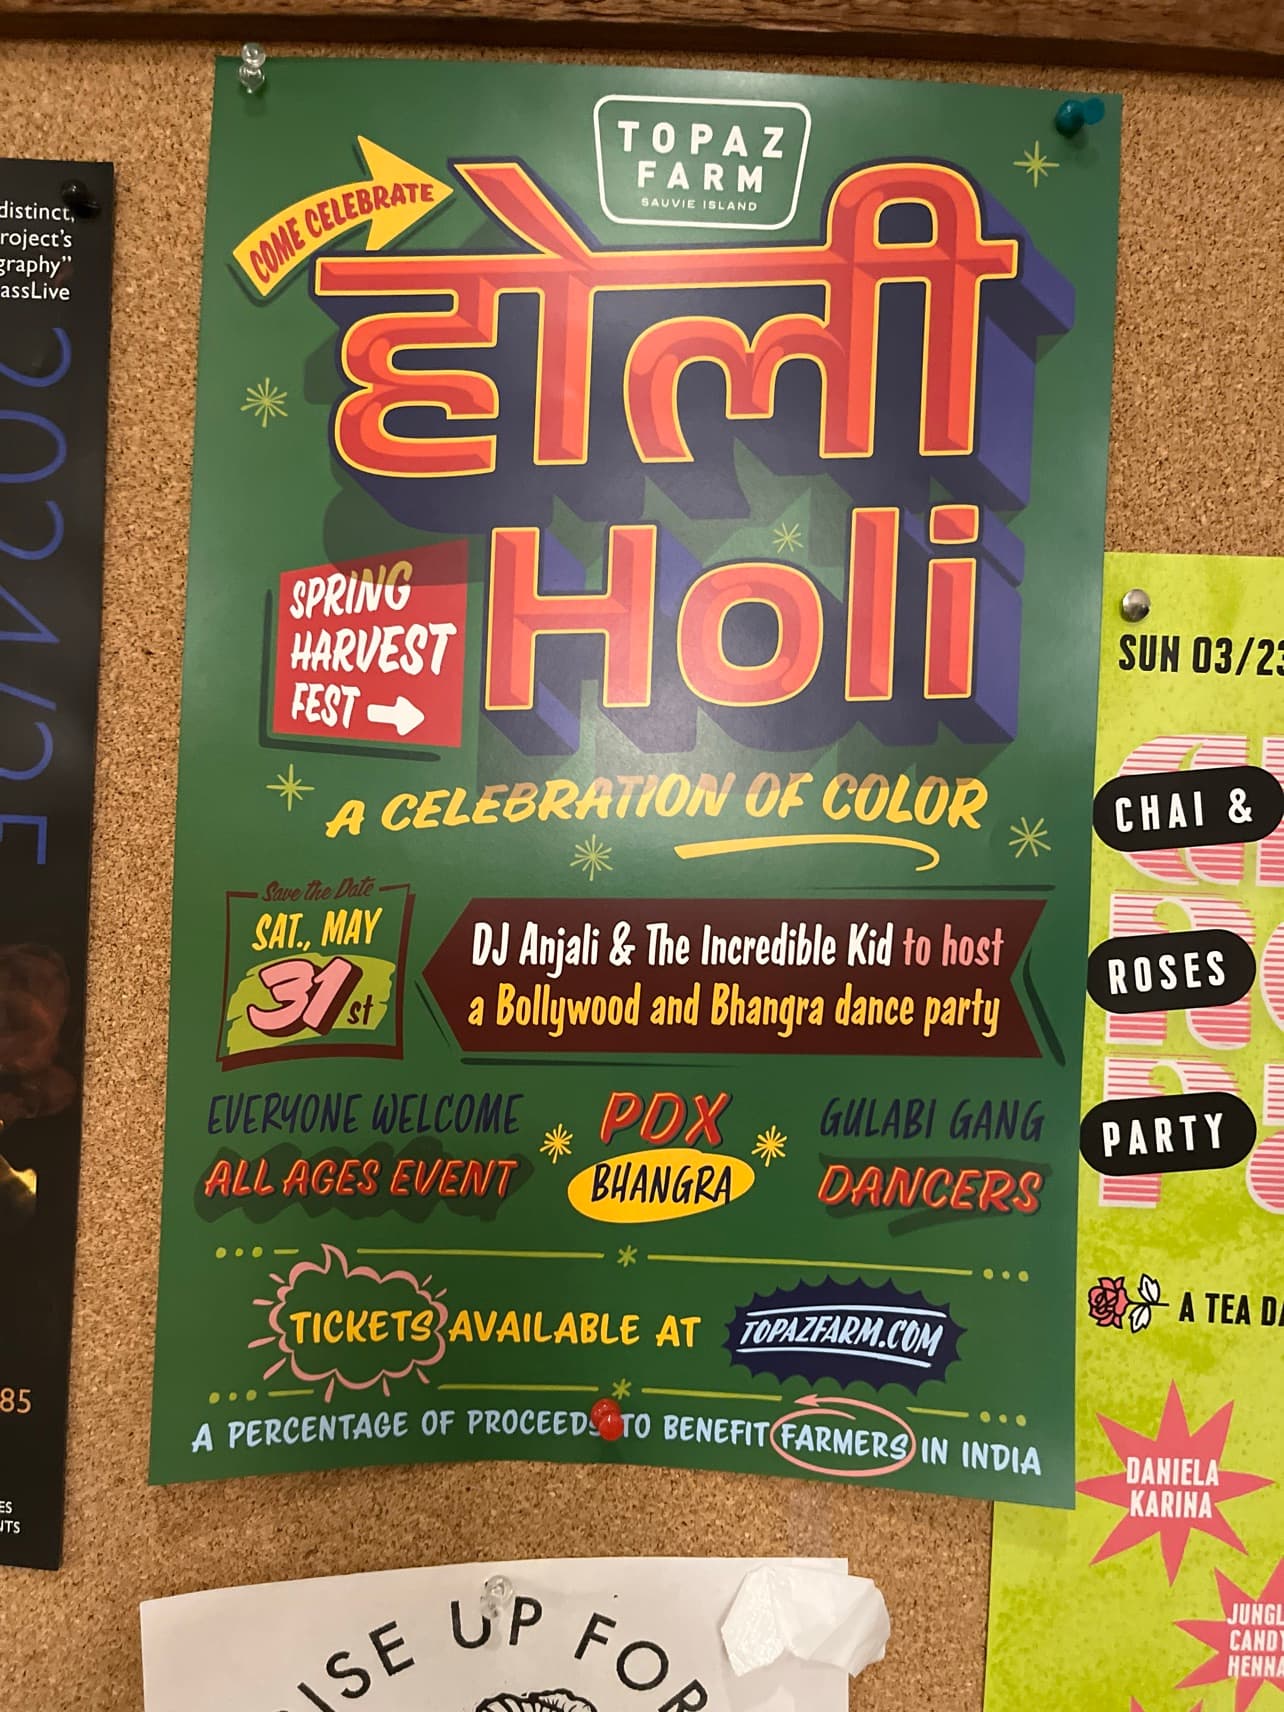 distinct,
roject's
graphy"
assLive
2024/25
85
ES
TOPAZ
FARM
SAUVIE ISLAND
COME CELEBRATE
होली
Holi
SPRING
HARVEST
FEST
A CELEBRATION OF COLOR
Save the Date
SAT., MAY
31st
DJ Anjali & The Incredible Kid to host
a Bollywood and Bhangra dance party
EVERYONE WELCOME
ALL AGES EVENT
PDX
BHANGRA
GULABI GANG
DANCERS
TICKETS AVAILABLE AT
TOPAZFARM.COM
A PERCENTAGE OF PROCEEDS TO BENEFIT FARMERS IN INDIA
SUN 03/23
CHAI &
ROSES
PARTY
A TEA DA
DANIELA
KARINA
JUNGL
CANDY
HENNA
ISE UP FOR